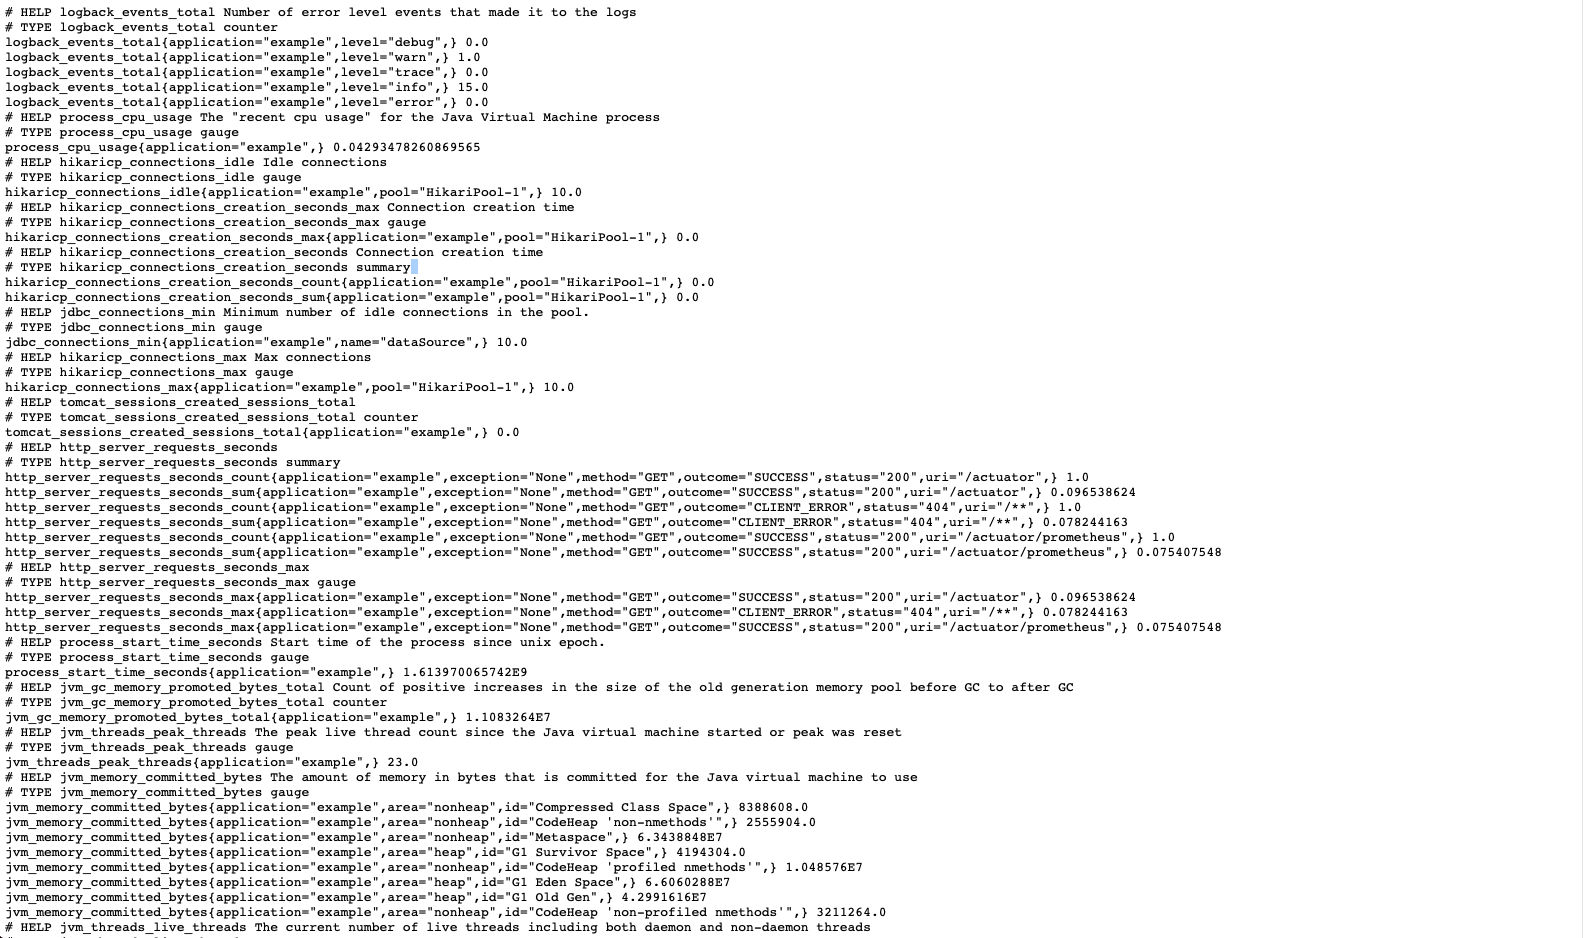 # HELP logback_events_total Number of error level events that made it to the logs
# TYPE logback_events_total counter
logback_events_total{application="example",level="debug",} 0.0
logback_events_total{application="example",level="warn",} 1.0
logback_events_total{application="example",level="trace",} 0.0
logback_events_total{application="example",level="info",} 15.0
logback_events_total{application="example",level="error",} 0.0
# HELP process_cpu_usage The "recent cpu usage" for the Java Virtual Machine process
# TYPE process_cpu_usage gauge
process_cpu_usage{application="example",} 0.04293478260869565
# HELP hikaricp_connections_idle Idle connections
# TYPE hikaricp_connections_idle gauge
hikaricp_connections_idle{application="example",pool="HikariPool-1",} 10.0
# HELP hikaricp_connections_creation_seconds_max Connection creation time
# TYPE hikaricp_connections_creation_seconds_max gauge
hikaricp_connections_creation_seconds_max{application="example",pool="HikariPool-1",} 0.0
# HELP hikaricp_connections_creation_seconds Connection creation time
# TYPE hikaricp_connections_creation_seconds summary
hikaricp_connections_creation_seconds_count{application="example",pool="HikariPool-1",} 0.0
hikaricp_connections_creation_seconds_sum{application="example",pool="HikariPool-1",} 0.0
# HELP jdbc_connections_min Minimum number of idle connections in the pool.
# TYPE jdbc_connections_min gauge
jdbc_connections_min{application="example",name="dataSource",} 10.0
# HELP hikaricp_connections_max Max connections
# TYPE hikaricp_connections_max gauge
hikaricp_connections_max{application="example",pool="HikariPool-1",} 10.0
# HELP tomcat_sessions_created_sessions_total
# TYPE tomcat_sessions_created_sessions_total counter
tomcat_sessions_created_sessions_total{application="example",} 0.0
# HELP http_server_requests_seconds
# TYPE http_server_requests_seconds summary
http_server_requests_seconds_count{application="example",exception="None",method="GET",outcome="SUCCESS",status="200",uri="/actuator",} 1.0
http_server_requests_seconds_sum{application="example",exception="None",method="GET",outcome="SUCCESS",status="200",uri="/actuator",} 0.096538624
http_server_requests_seconds_count{application="example",exception="None",method="GET",outcome="CLIENT_ERROR",status="404",uri="/**",} 1.0
http_server_requests_seconds_sum{application="example",exception="None",method="GET",outcome="CLIENT_ERROR",status="404",uri="/**",} 0.078244163
http_server_requests_seconds_count{application="example",exception="None",method="GET",outcome="SUCCESS",status="200",uri="/actuator/prometheus",} 1.0
http_server_requests_seconds_sum{application="example",exception="None",method="GET",outcome="SUCCESS",status="200",uri="/actuator/prometheus",} 0.075407548
# HELP http_server_requests_seconds_max
# TYPE http_server_requests_seconds_max gauge
http_server_requests_seconds_max{application="example",exception="None",method="GET",outcome="SUCCESS",status="200",uri="/actuator",} 0.096538624
http_server_requests_seconds_max{application="example",exception="None",method="GET",outcome="CLIENT_ERROR",status="404",uri="/**",} 0.078244163
http_server_requests_seconds_max{application="example",exception="None",method="GET",outcome="SUCCESS",status="200",uri="/actuator/prometheus",} 0.075407548
# HELP process_start_time_seconds Start time of the process since unix epoch.
# TYPE process_start_time_seconds gauge
process_start_time_seconds{application="example",} 1.613970065742E9
# HELP jvm_gc_memory_promoted_bytes_total Count of positive increases in the size of the old generation memory pool before GC to after GC
# TYPE jvm_gc_memory_promoted_bytes_total counter
jvm_gc_memory_promoted_bytes_total{application="example",} 1.1083264E7
# HELP jvm_threads_peak_threads The peak live thread count since the Java virtual machine started or peak was reset
# TYPE jvm_threads_peak_threads gauge
jvm_threads_peak_threads{application="example",} 23.0
# HELP jvm_memory_committed_bytes The amount of memory in bytes that is committed for the Java virtual machine to use
# TYPE jvm_memory_committed_bytes gauge
jvm_memory_committed_bytes{application="example",area="nonheap",id="Compressed Class Space",} 8388608.0
jvm_memory_committed_bytes{application="example",area="nonheap",id="CodeHeap 'non-nmethods'",} 2555904.0
jvm_memory_committed_bytes{application="example",area="nonheap",id="Metaspace",} 6.3438848E7
jvm_memory_committed_bytes{application="example",area="heap",id="G1 Survivor Space",} 4194304.0
jvm_memory_committed_bytes{application="example",area="nonheap",id="CodeHeap 'profiled nmethods'",} 1.048576E7
jvm_memory_committed_bytes{application="example",area="heap",id="G1 Eden Space",} 6.6060288E7
jvm_memory_committed_bytes{application="example",area="heap",id="G1 Old Gen",} 4.2991616E7
jvm_memory_committed_bytes{application="example",area="nonheap",id="CodeHeap 'non-profiled nmethods'",} 3211264.0
# HELP jvm_threads_live_threads The current number of live threads including both daemon and non-daemon threads